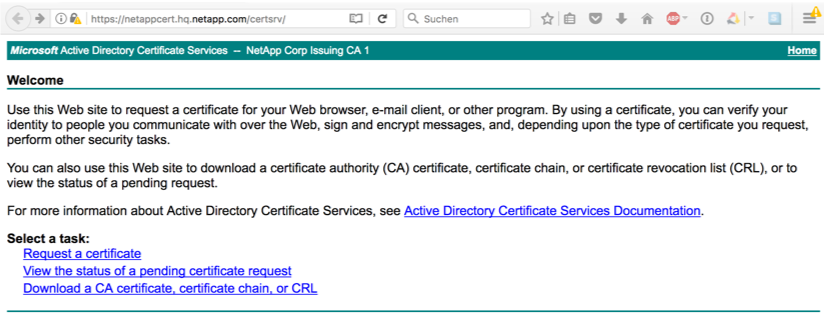 https://netappcert.hq.netapp.com/certsrv/
Suchen
ABP
Microsoft Active Directory Certificate Services -- NetApp Corp Issuing CA 1
Home
Welcome
Use this Web site to request a certificate for your Web browser, e-mail client, or other program. By using a certificate, you can verify your
identity to people you communicate with over the Web, sign and encrypt messages, and, depending upon the type of certificate you request,
perform other security tasks.
You can also use this Web site to download a certificate authority (CA) certificate, certificate chain, or certificate revocation list (CRL), or to
view the status of a pending request.
For more information about Active Directory Certificate Services, see Active Directory Certificate Services Documentation.
Select a task:
Request a certificate
View the status of a pending certificate request
Download a CA certificate, certificate chain, or CRL